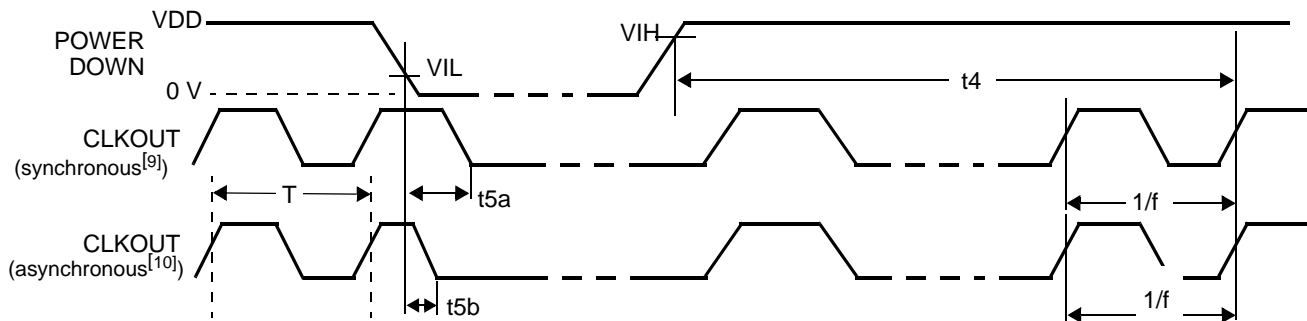 VDD
POWER
DOWN
VIL
VIH
t4
0 V
CLKOUT
(synchronous[9])
T
t5a
1/f
CLKOUT
(asynchronous[10])
t5b
1/f